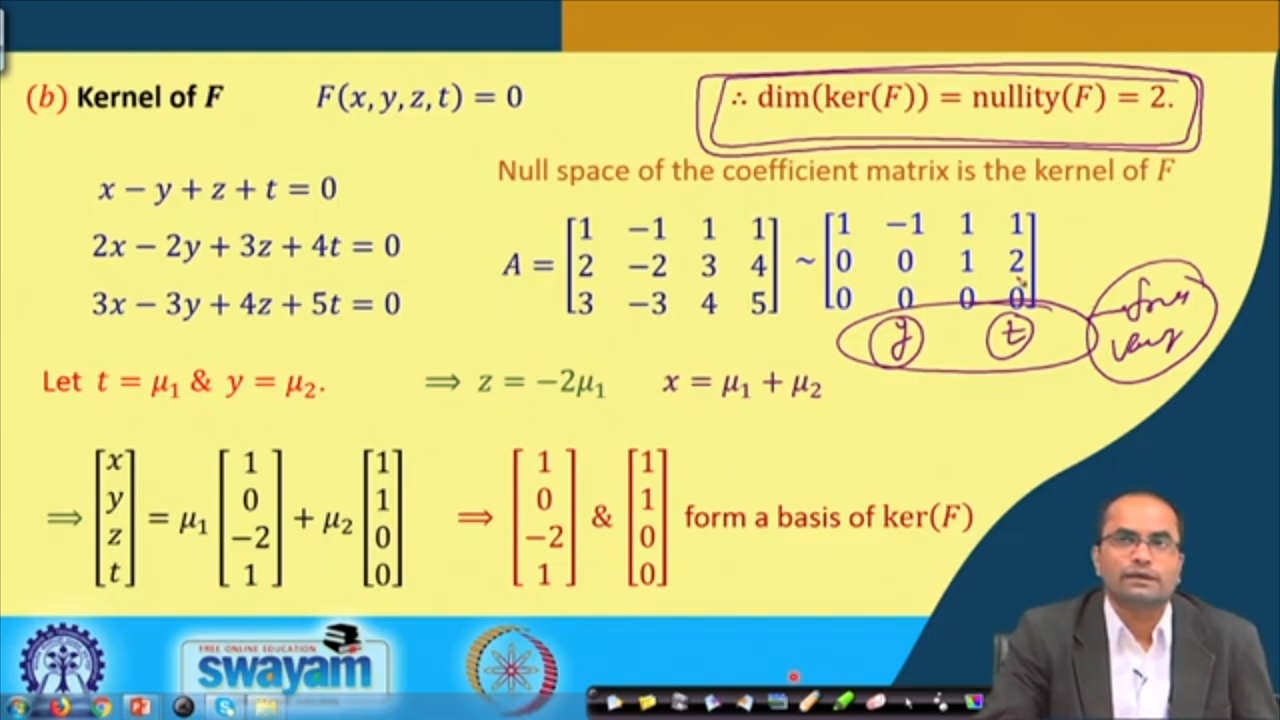 (b) Kernel of F F(x, y, z, t) = 0 ∴ dim(ker(F)) = nullity(F) = 2.
Null space of the coefficient matrix is the kernel of F
x − y + z + t = 0
2x − 2y + 3z + 4t = 0
3x − 3y + 4z + 5t = 0
A = [1 −1 1 1; 2 −2 3 4; 3 −3 4 5] ~ [1 −1 1 1; 0 0 1 2; 0 0 0 0]
y t
Let t = μ₁ & y = μ₂. ⟹ z = −2μ₁ x = μ₁ + μ₂
⟹ [x; y; z; t] = μ₁ [1; 0; −2; 1] + μ₂ [1; 1; 0; 0] ⟹ [1; 0; −2; 1] & [1; 1; 0; 0] form a basis of ker(F)
FREE ONLINE EDUCATION
swayam